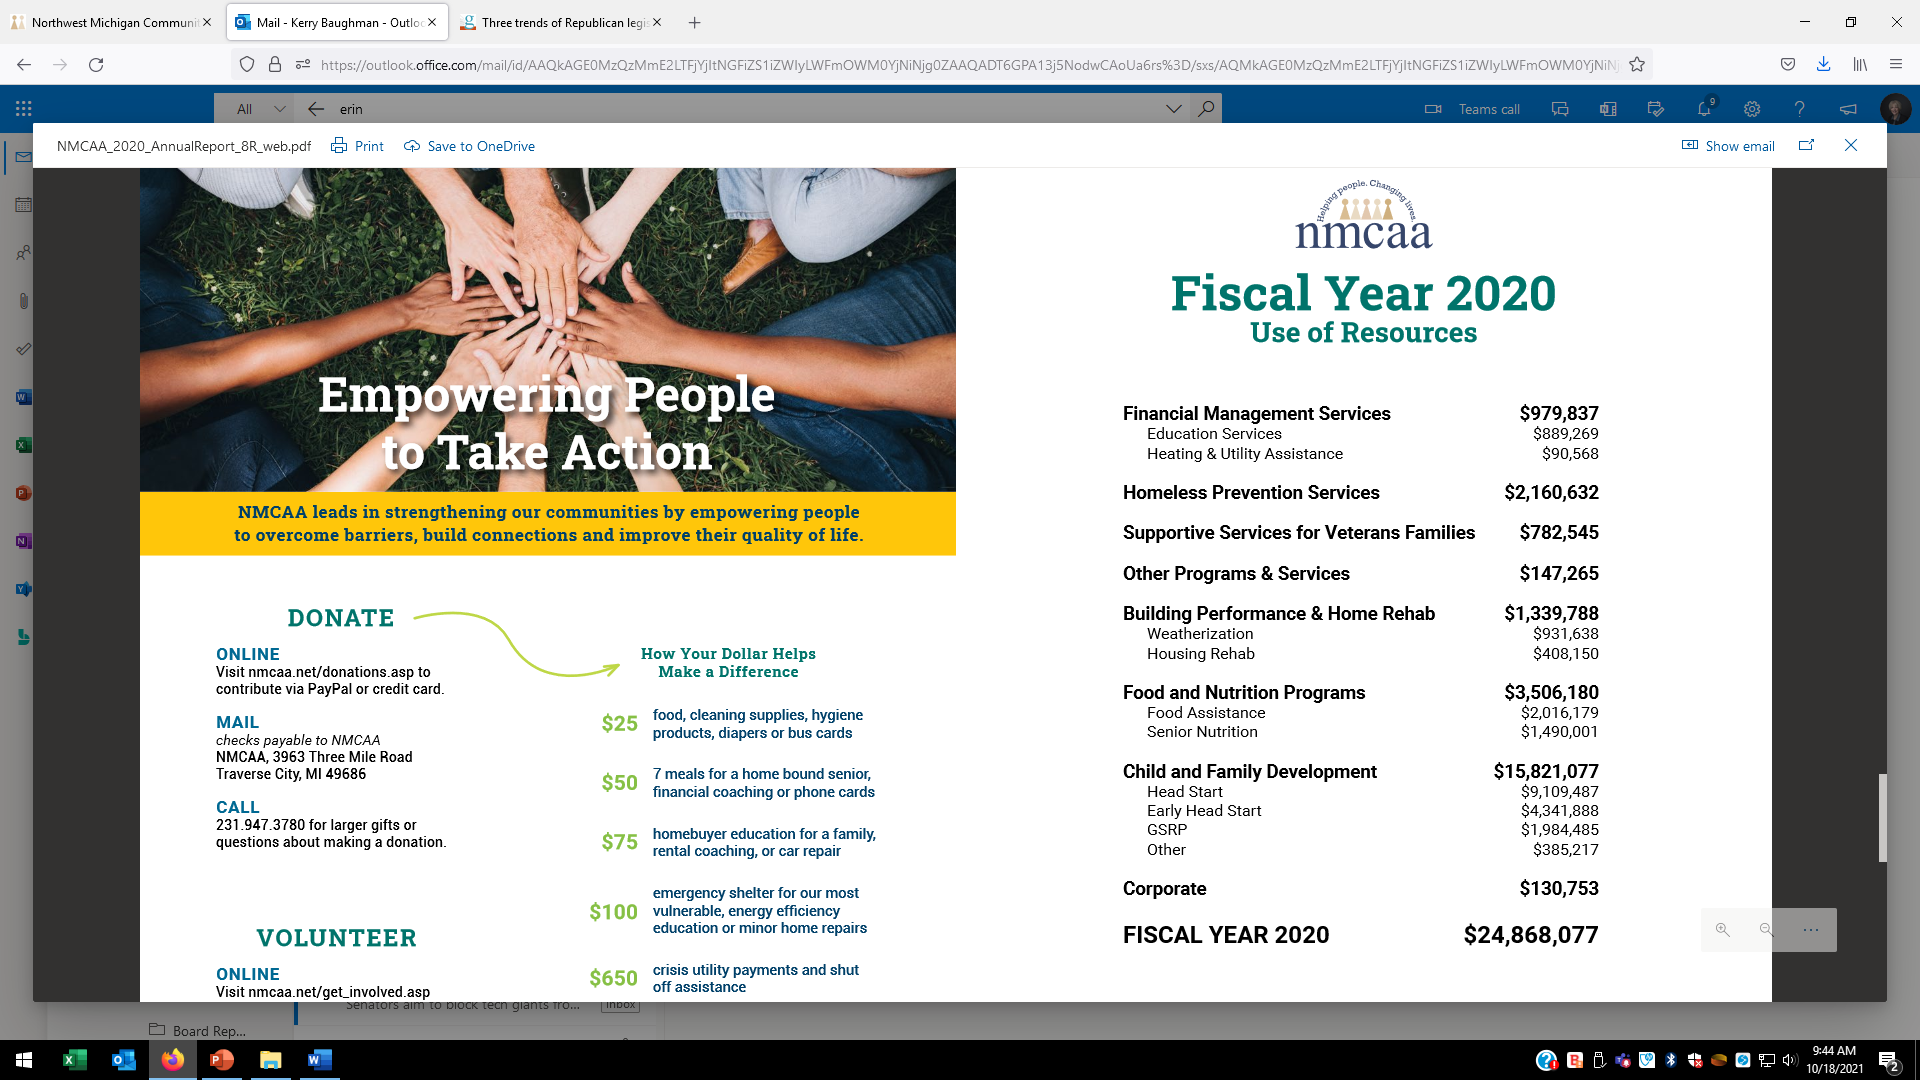 Northwest Michigan Communit
Mail - Kerry Baughman - Outloo
Three trends of Republican legis
https://outlook.office.com/mail/id/AAQkAGE0MzQzMmE2LTFjYjItNGFiZS1iZWIyLWFmOWM0YjNiNjg0ZAAQADT6GPA13j5NodwCAoUa6rs%3D/sxs/AQMkAGE0MzQzMmE2LTFjYjItNGFiZS1iZWIyLWFmOWM0YjNiNj
All
erin
Teams call
9
NMCAA_2020_AnnualReport_8R_web.pdf
Print
Save to OneDrive
Show email
Empowering People
to Take Action
NMCAA leads in strengthening our communities by empowering people
to overcome barriers, build connections and improve their quality of life.
DONATE
ONLINE
Visit nmcaa.net/donations.asp to
contribute via PayPal or credit card.
MAIL
checks payable to NMCAA
NMCAA, 3963 Three Mile Road
Traverse City, MI 49686
CALL
231.947.3780 for larger gifts or
questions about making a donation.
VOLUNTEER
ONLINE
Visit nmcaa.net/get_involved.asp
How Your Dollar Helps
Make a Difference
$25 food, cleaning supplies, hygiene
products, diapers or bus cards
$50 7 meals for a home bound senior,
financial coaching or phone cards
$75 homebuyer education for a family,
rental coaching, or car repair
$100 emergency shelter for our most
vulnerable, energy efficiency
education or minor home repairs
$650 crisis utility payments and shut
off assistance
Helping people. Changing lives.
nmcaa
Fiscal Year 2020
Use of Resources
Financial Management Services $979,837
Education Services $889,269
Heating & Utility Assistance $90,568
Homeless Prevention Services $2,160,632
Supportive Services for Veterans Families $782,545
Other Programs & Services $147,265
Building Performance & Home Rehab $1,339,788
Weatherization $931,638
Housing Rehab $408,150
Food and Nutrition Programs $3,506,180
Food Assistance $2,016,179
Senior Nutrition $1,490,001
Child and Family Development $15,821,077
Head Start $9,109,487
Early Head Start $4,341,888
GSRP $1,984,485
Other $385,217
Corporate $130,753
FISCAL YEAR 2020 $24,868,077
Senators aim to block tech giants fro...
Inbox
Board Rep...
9:44 AM
10/18/2021
2